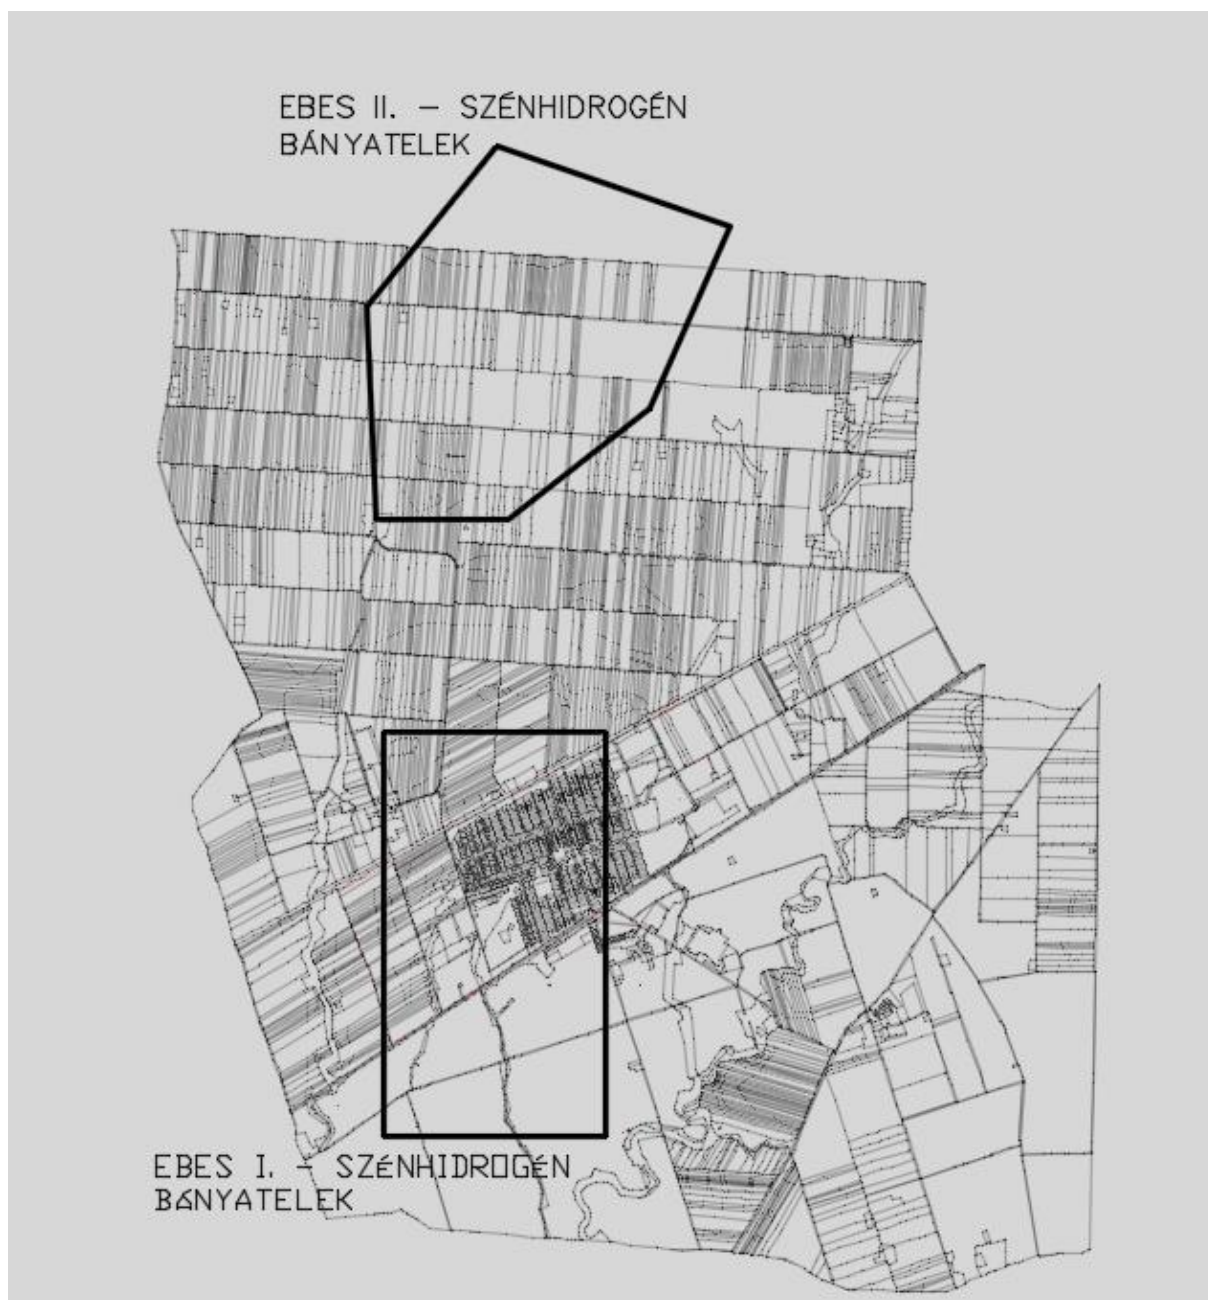 EBES II. – SZÉNHIDROGÉN
BÁNYATELEK
EBES I. – SZÉNHIDROGÉN
BÁNYATELEK